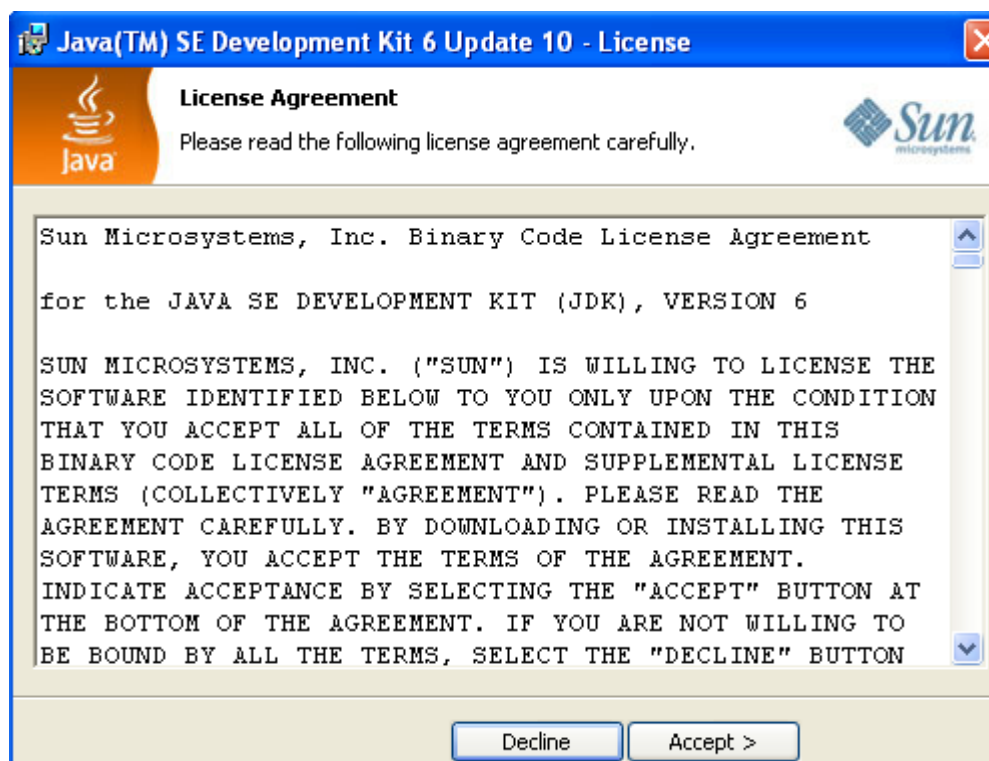 Java(TM) SE Development Kit 6 Update 10 - License
License Agreement
Please read the following license agreement carefully.
Java
Sun
microsystems
Sun Microsystems, Inc. Binary Code License Agreement
for the JAVA SE DEVELOPMENT KIT (JDK), VERSION 6
SUN MICROSYSTEMS, INC. ("SUN") IS WILLING TO LICENSE THE
SOFTWARE IDENTIFIED BELOW TO YOU ONLY UPON THE CONDITION
THAT YOU ACCEPT ALL OF THE TERMS CONTAINED IN THIS
BINARY CODE LICENSE AGREEMENT AND SUPPLEMENTAL LICENSE
TERMS (COLLECTIVELY "AGREEMENT"). PLEASE READ THE
AGREEMENT CAREFULLY. BY DOWNLOADING OR INSTALLING THIS
SOFTWARE, YOU ACCEPT THE TERMS OF THE AGREEMENT.
INDICATE ACCEPTANCE BY SELECTING THE "ACCEPT" BUTTON AT
THE BOTTOM OF THE AGREEMENT. IF YOU ARE NOT WILLING TO
BE BOUND BY ALL THE TERMS, SELECT THE "DECLINE" BUTTON
Decline
Accept >